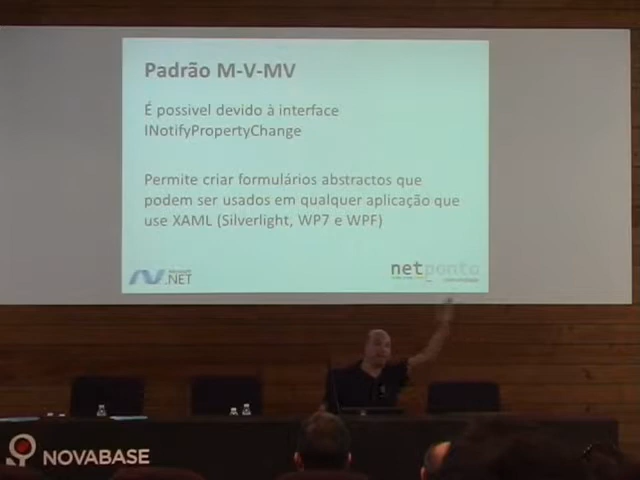 Padrão M-V-MV
É possivel devido à interface
INotifyPropertyChange
Permite criar formulários abstractos que
podem ser usados em qualquer aplicação que
use XAML (Silverlight, WP7 e WPF)
Microsoft
.NET
netponto
NOVABASE